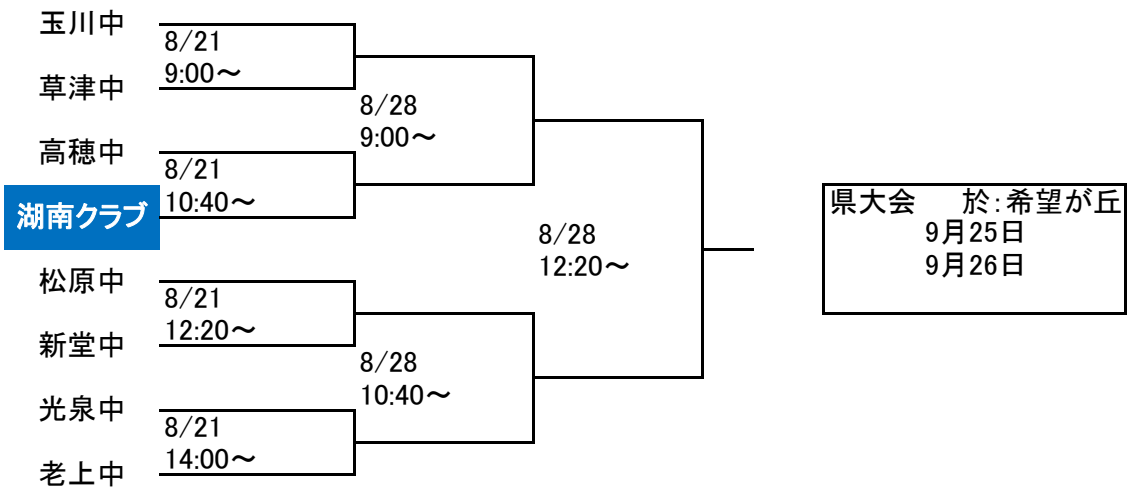 玉川中
8/21
9:00～
草津中
8/28
9:00～
高穂中
8/21
10:40～
湖南クラブ
県大会　於：希望が丘
9月25日
9月26日
8/28
12:20～
松原中
8/21
12:20～
新堂中
8/28
10:40～
光泉中
8/21
14:00～
老上中